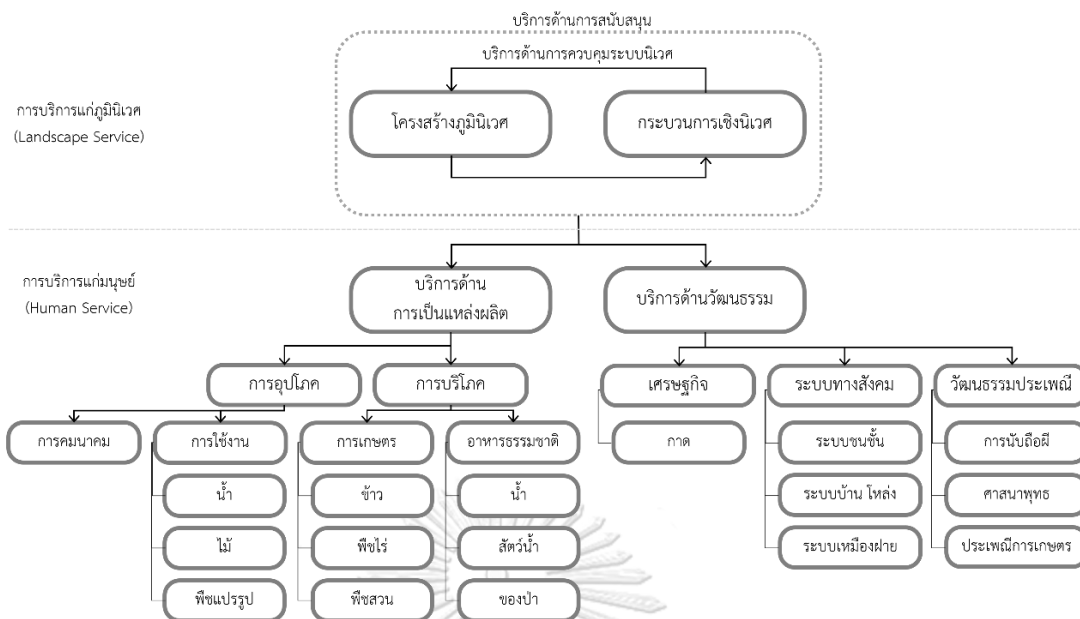 บริการด้านการสนับสนุน
บริการด้านการควบคุมระบบนิเวศ
การบริการแก่ภูมินิเวศ
(Landscape Service)
โครงสร้างภูมินิเวศ
กระบวนการเชิงนิเวศ
การบริการแก่มนุษย์
(Human Service)
บริการด้าน
การเป็นแหล่งผลิต
บริการด้านวัฒนธรรม
การอุปโภค
การบริโภค
เศรษฐกิจ
ระบบทางสังคม
วัฒนธรรมประเพณี
การคมนาคม
การใช้งาน
การเกษตร
อาหารธรรมชาติ
กาด
ระบบชนชั้น
การนับถือผี
น้ำ
ข้าว
น้ำ
ระบบบ้าน โหล่ง
ศาสนาพุทธ
ไม้
พืชไร่
สัตว์น้ำ
ระบบเหมืองฝาย
ประเพณีการเกษตร
พืชแปรรูป
พืชสวน
ของป่า